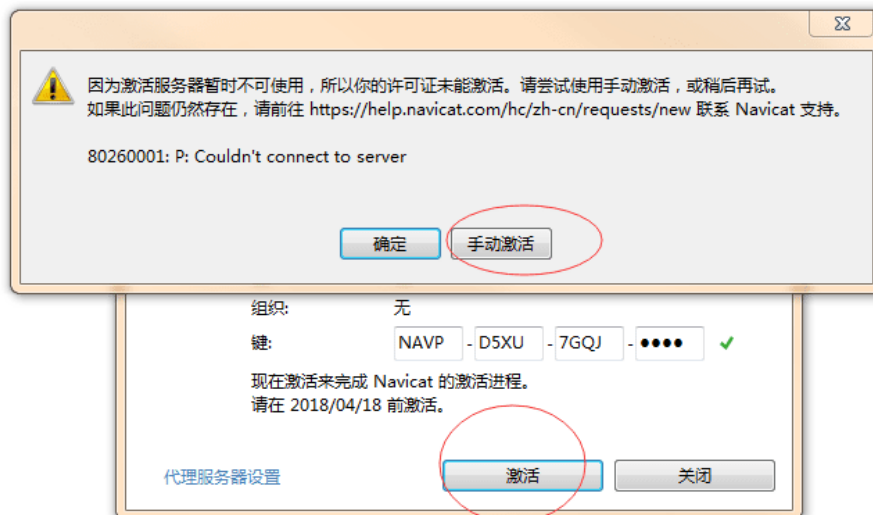 因为激活服务器暂时不可使用，所以你的许可证未能激活。请尝试使用手动激活，或稍后再试。
如果此问题仍然存在，请前往 https://help.navicat.com/hc/zh-cn/requests/new 联系 Navicat 支持。
80260001: P: Couldn't connect to server
确定 手动激活
组织: 无
键: NAVP - D5XU - 7GQJ - ●●●●
现在激活来完成 Navicat 的激活进程。
请在 2018/04/18 前激活。
代理服务器设置 激活 关闭